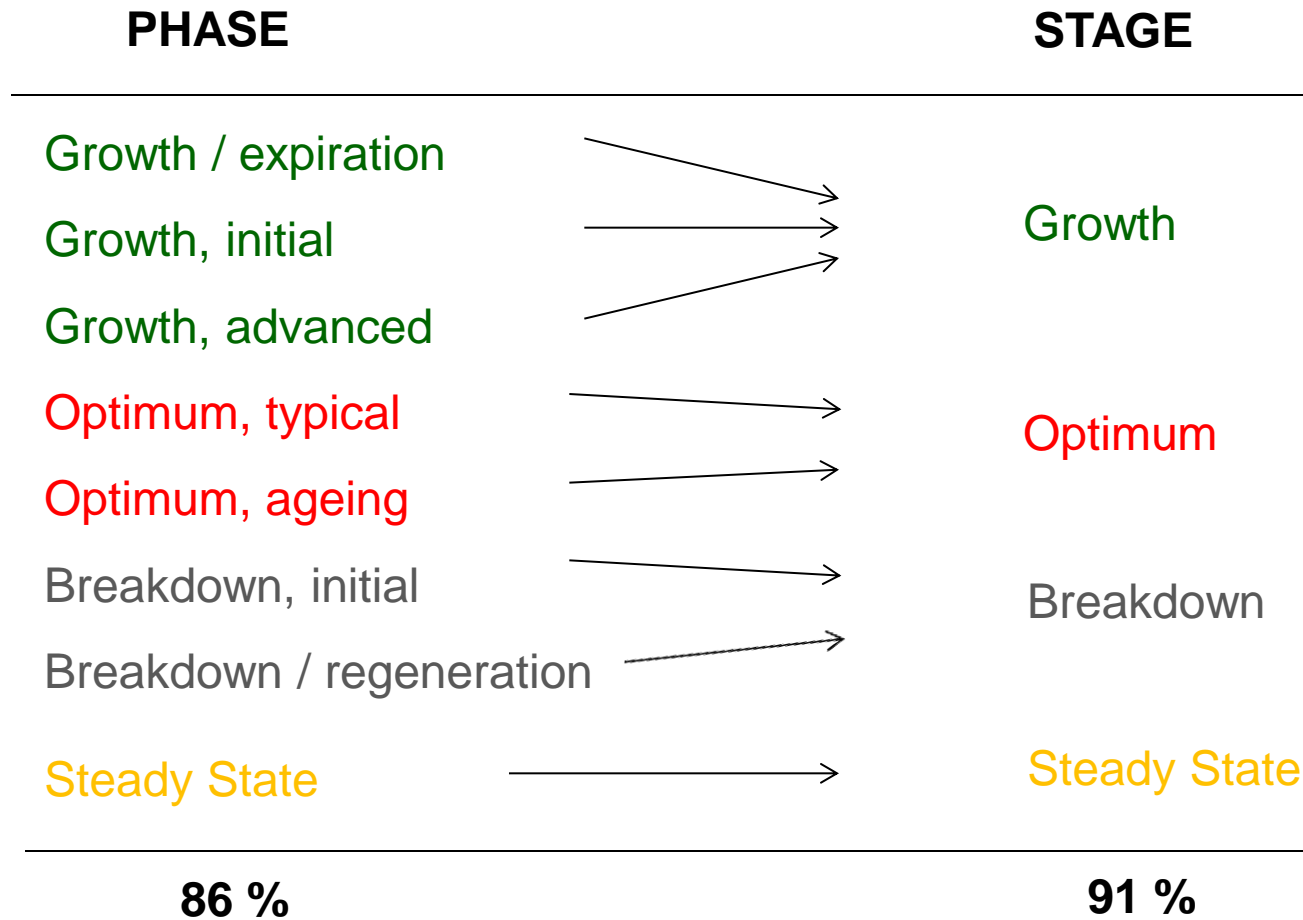 PHASE STAGE
Growth / expiration
Growth, initial Growth
Growth, advanced
Optimum, typical Optimum
Optimum, ageing
Breakdown, initial Breakdown
Breakdown / regeneration
Steady State Steady State
86 % 91 %